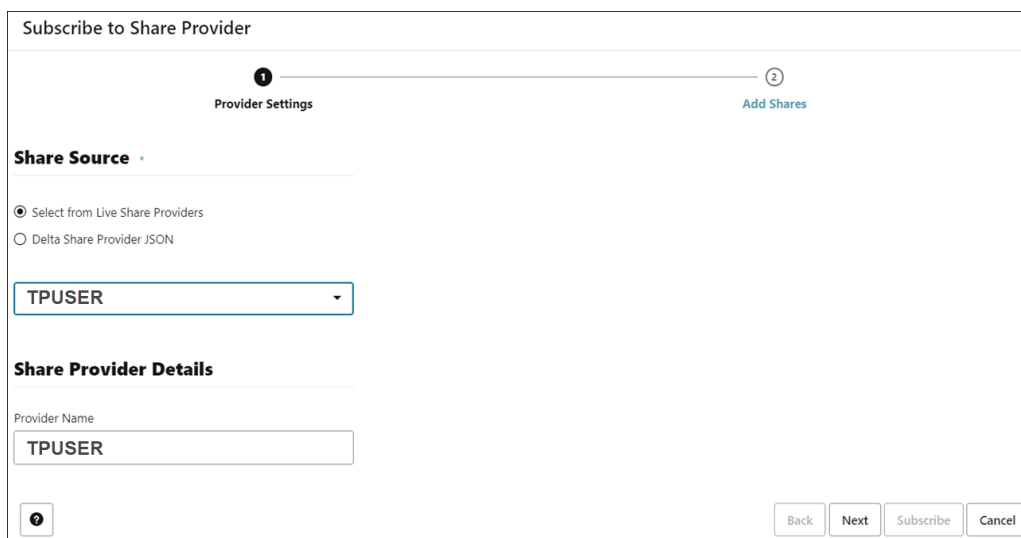 Subscribe to Share Provider
1 2
Provider Settings Add Shares
Share Source
Select from Live Share Providers
Delta Share Provider JSON
TPUSER
Share Provider Details
Provider Name
TPUSER
? Back Next Subscribe Cancel